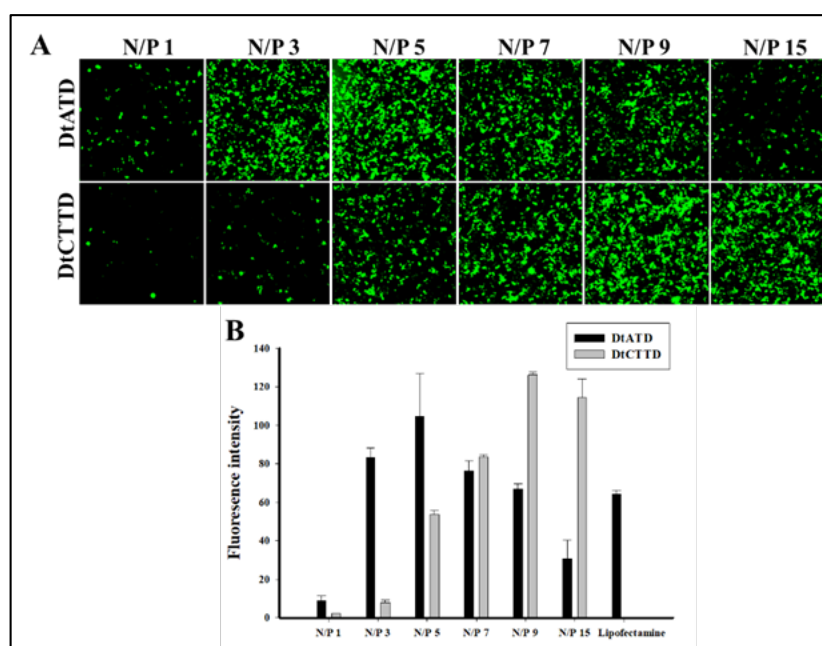 A
N/P 1 N/P 3 N/P 5 N/P 7 N/P 9 N/P 15
DtATD
DtCTTD
B
DtATD
DtCTTD
140
120
100
80
60
40
20
0
Fluoresence intensity
N/P 1 N/P 3 N/P 5 N/P 7 N/P 9 N/P 15 Lipofectamine